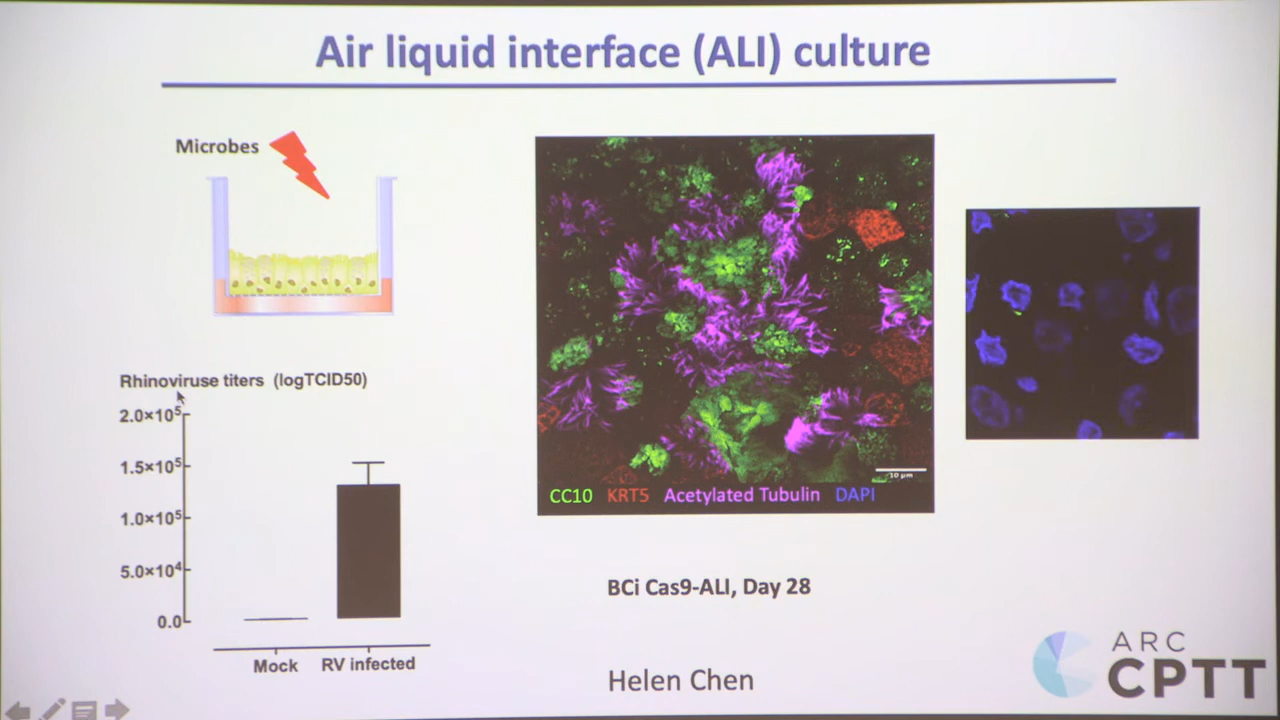 Air liquid interface (ALI) culture
Microbes
Rhinoviruse titers (logTCID50)
2.0×10⁵
1.5×10⁵
1.0×10⁵
5.0×10⁴
0.0
Mock RV infected
10 µm
CC10 KRT5 Acetylated Tubulin DAPI
BCi Cas9-ALI, Day 28
Helen Chen
ARC
CPTT